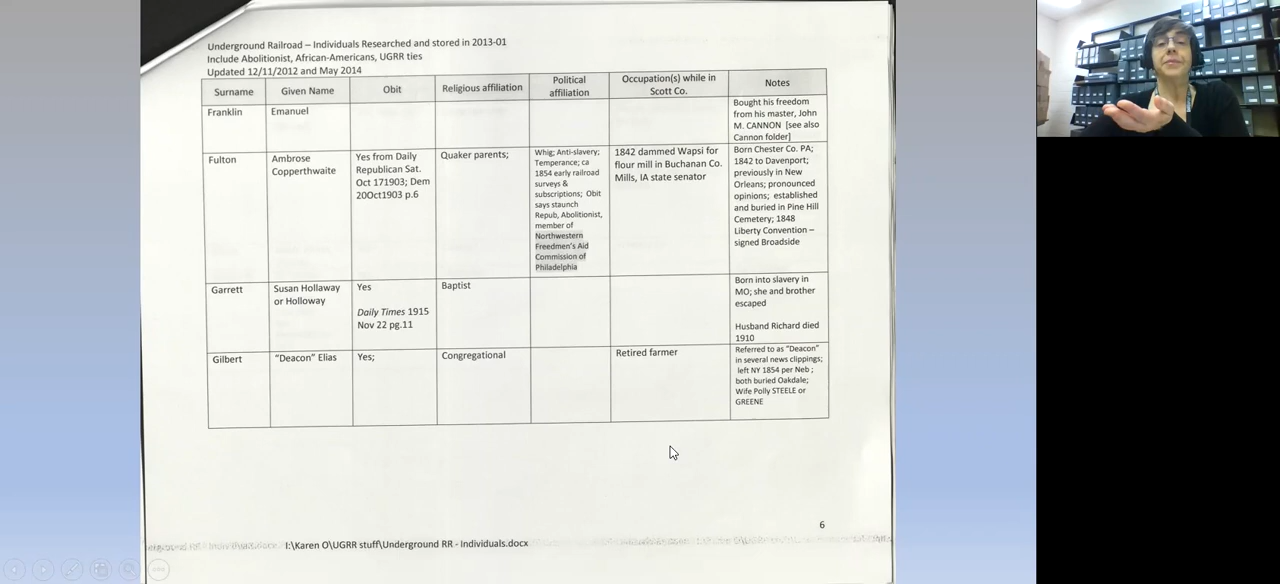 Underground Railroad – Individuals Researched and stored in 2013-01
Include Abolitionist, African-Americans, UGRR ties
Updated 12/11/2012 and May 2014
Surname
Given Name
Obit
Religious affiliation
Political
affiliation
Occupation(s) while in
Scott Co.
Notes
Franklin
Emanuel
Bought his freedom
from his master, John
M. CANNON [see also
Cannon folder]
Fulton
Ambrose
Copperthwaite
Yes from Daily
Republican Sat.
Oct 171903; Dem
20Oct1903 p.6
Quaker parents;
Whig; Anti-slavery;
Temperance; ca
1854 early railroad
surveys &
subscriptions; Obit
says staunch
Repub, Abolitionist,
member of
Northwestern
Freedmen's Aid
Commission of
Philadelphia
1842 dammed Wapsi for
flour mill in Buchanan Co.
Mills, IA state senator
Born Chester Co. PA;
1842 to Davenport;
previously in New
Orleans; pronounced
opinions; established
and buried in Pine Hill
Cemetery; 1848
Liberty Convention –
signed Broadside
Garrett
Susan Hollaway
or Holloway
Yes
Daily Times 1915
Nov 22 pg.11
Baptist
Born into slavery in
MO; she and brother
escaped
Husband Richard died
1910
Gilbert
"Deacon" Elias
Yes;
Congregational
Retired farmer
Referred to as "Deacon"
in several news clippings;
left NY 1854 per Neb ;
both buried Oakdale;
Wife Polly STEELE or
GREENE
6
I:\Karen O\UGRR stuff\Underground RR - Individuals.docx